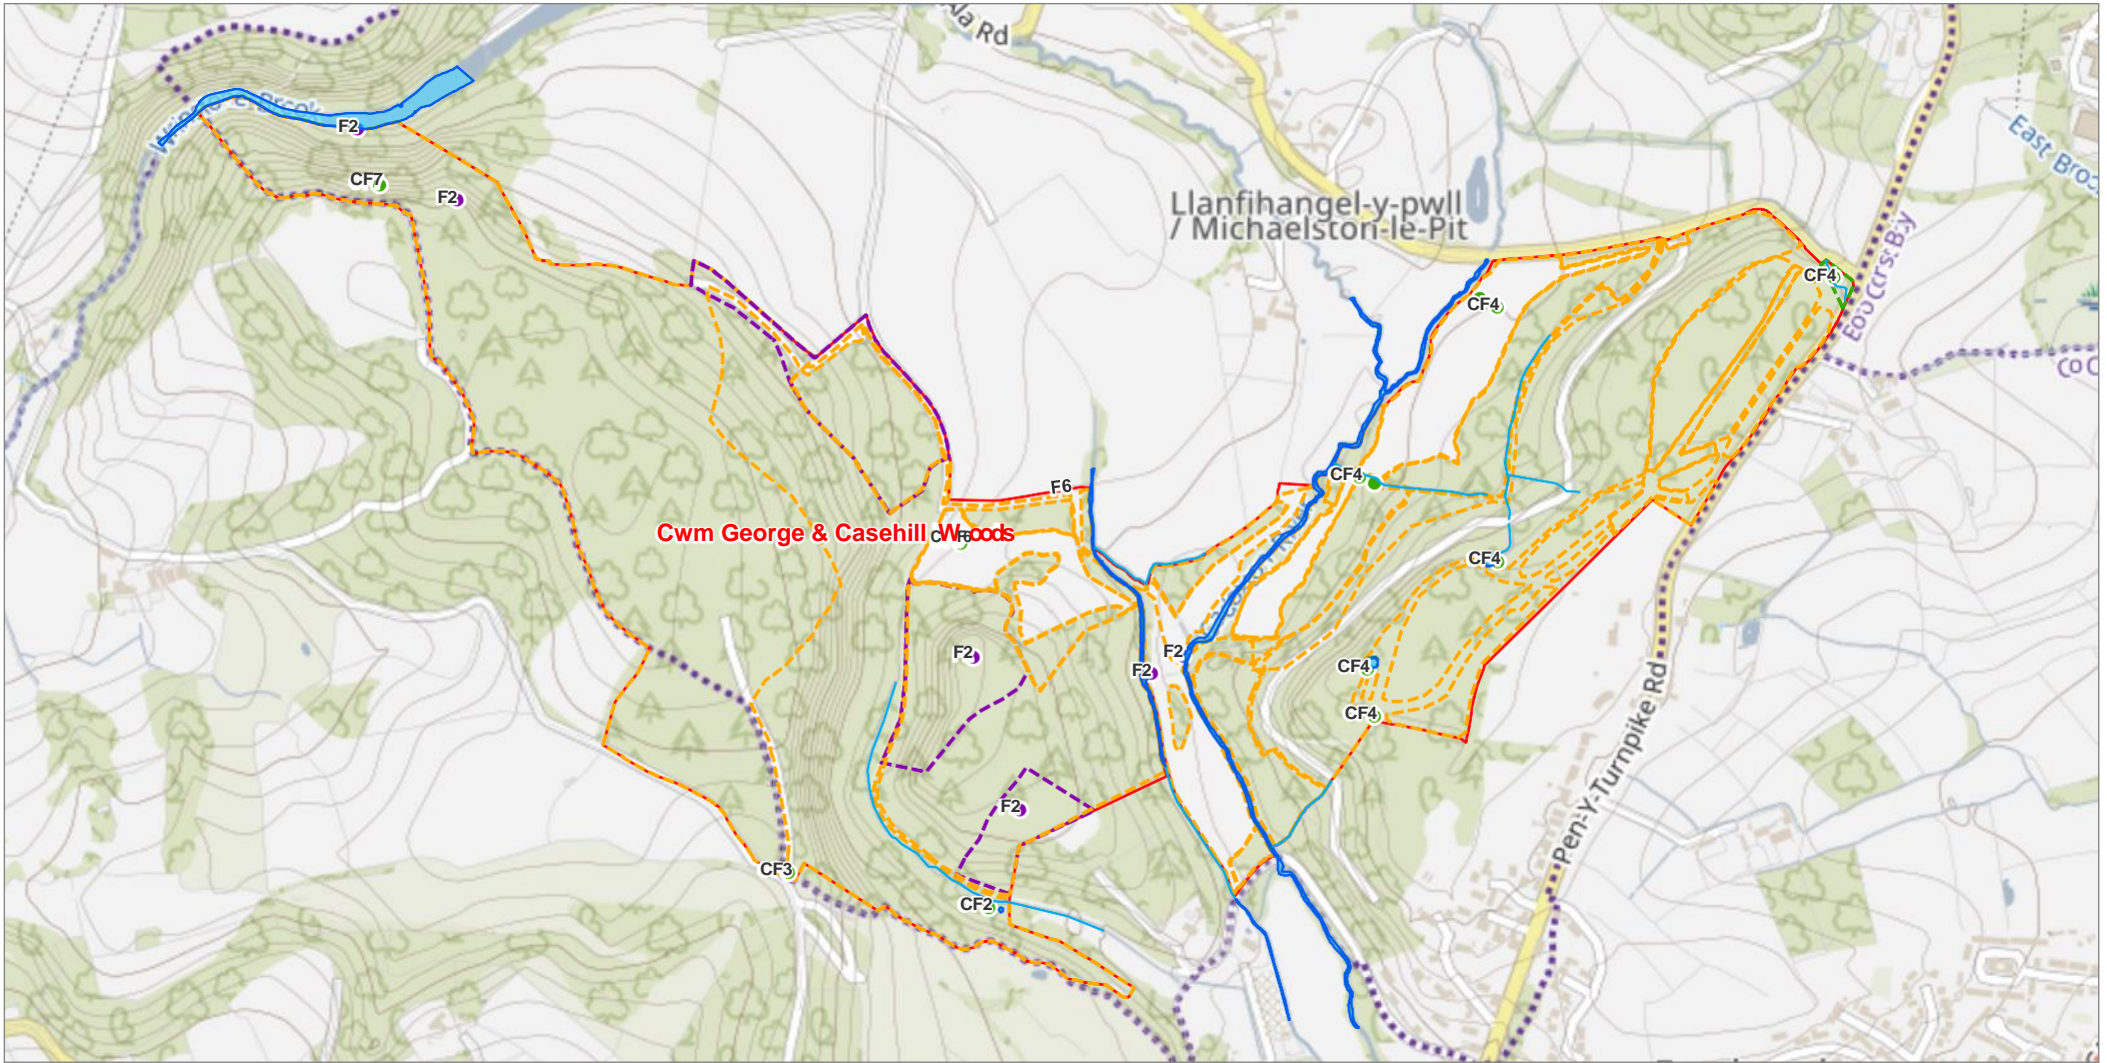 Rd
F2
CF7
F2
East
Llanfihangel-y-pwll
/ Michaelston-le-Pit
CF4
CF4
CF4
F6
Cwm George & Casehill Woods
CF4
F2
F2
F2
CF4
CF4
F2
CF3
CF2
Pen-Y-Turnpike Rd